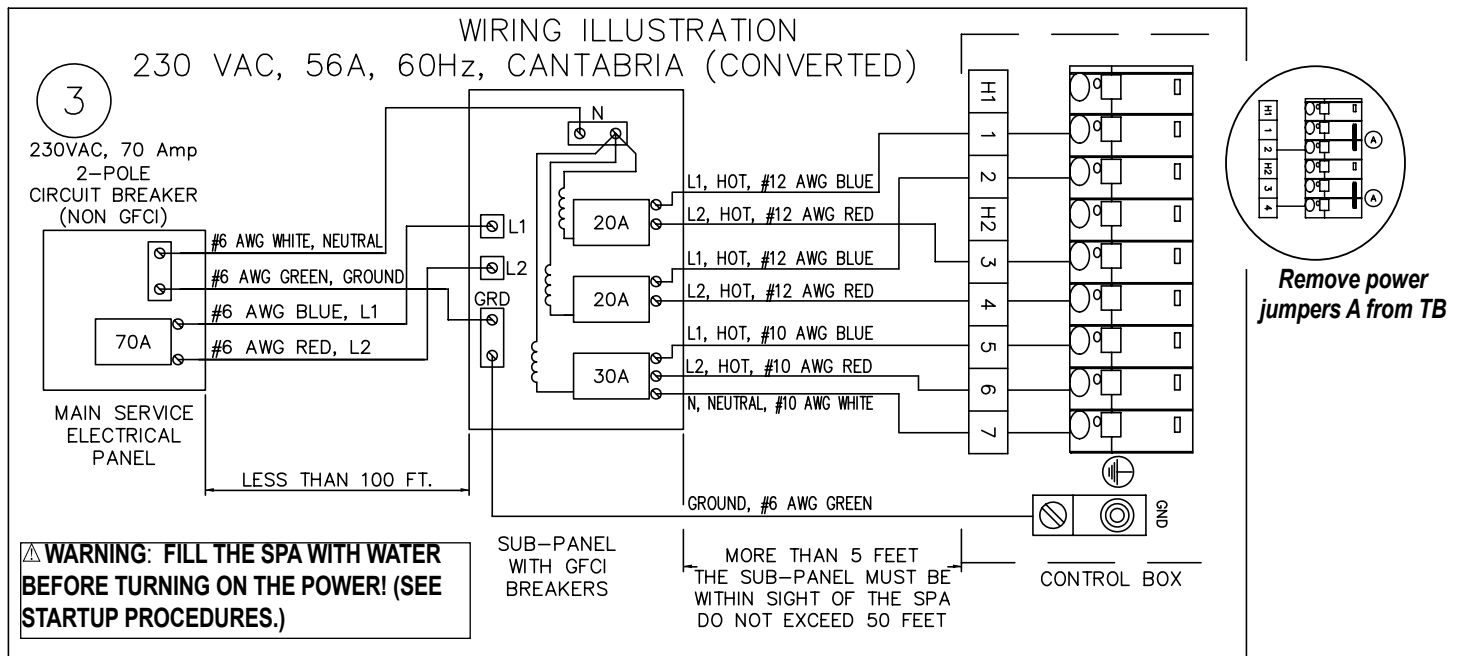 WIRING ILLUSTRATION
230 VAC, 56A, 60Hz, CANTABRIA (CONVERTED)
3
230VAC, 70 Amp
2-POLE
CIRCUIT BREAKER
(NON GFCI)
#6 AWG WHITE, NEUTRAL
#6 AWG GREEN, GROUND
#6 AWG BLUE, L1
#6 AWG RED, L2
70A
MAIN SERVICE
ELECTRICAL
PANEL
LESS THAN 100 FT.
N
L1
L2
GRD
20A
20A
30A
SUB-PANEL
WITH GFCI
BREAKERS
L1, HOT, #12 AWG BLUE
L2, HOT, #12 AWG RED
L1, HOT, #12 AWG BLUE
L2, HOT, #12 AWG RED
L1, HOT, #10 AWG BLUE
L2, HOT, #10 AWG RED
N, NEUTRAL, #10 AWG WHITE
GROUND, #6 AWG GREEN
MORE THAN 5 FEET
THE SUB-PANEL MUST BE
WITHIN SIGHT OF THE SPA
DO NOT EXCEED 50 FEET
H1
1
2
H2
3
4
5
6
7
GND
CONTROL BOX
H1
1
2
H2
3
4
A
A
Remove power
jumpers A from TB
⚠ WARNING: FILL THE SPA WITH WATER
BEFORE TURNING ON THE POWER! (SEE
STARTUP PROCEDURES.)